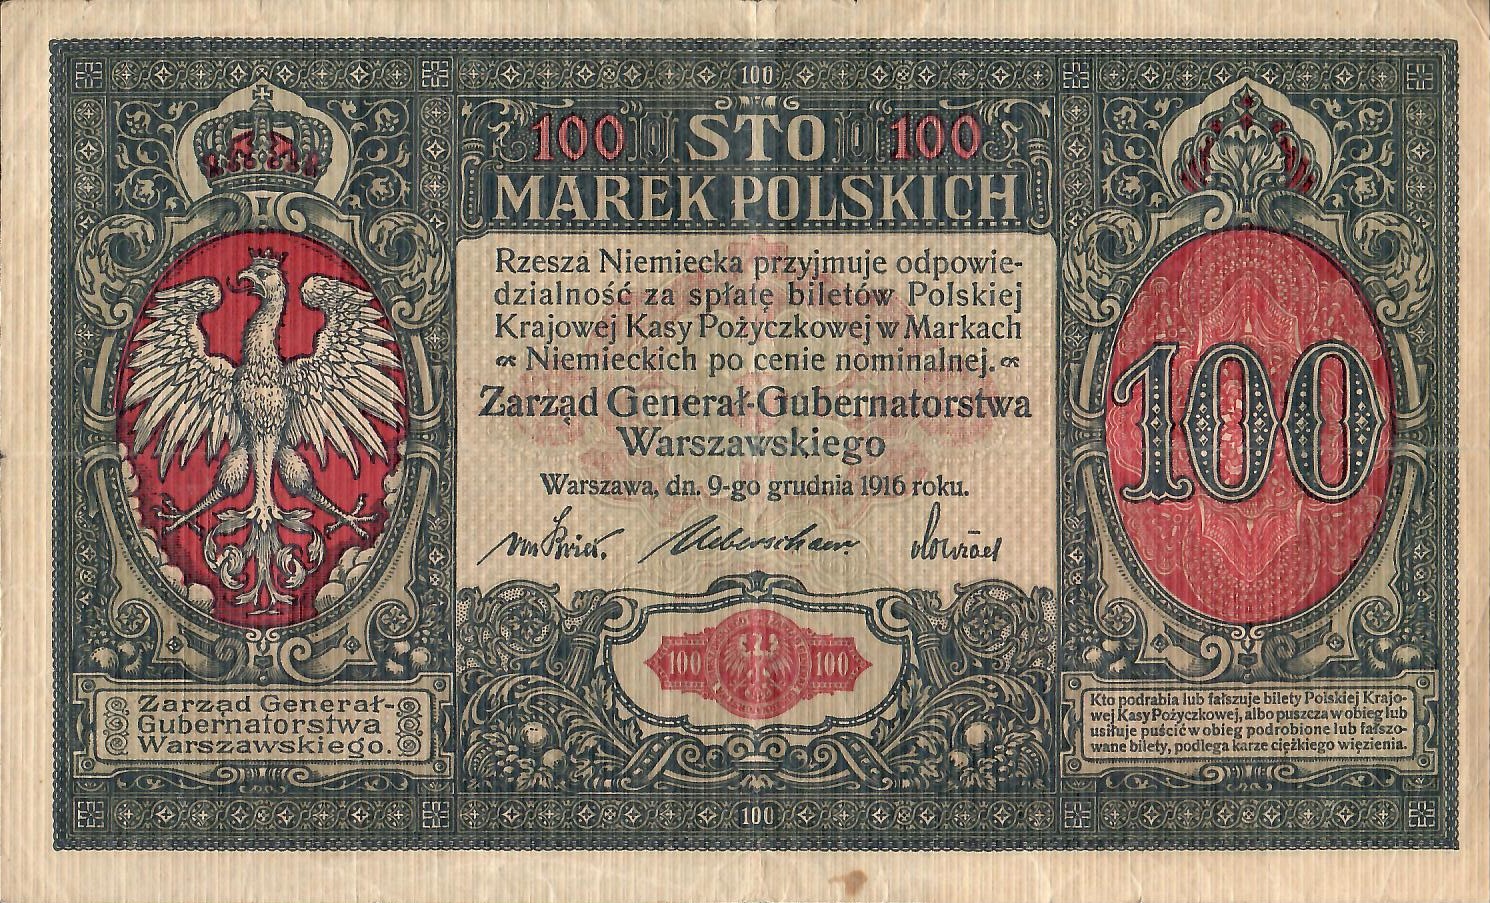 100
100 STO 100
MAREK POLSKICH
Rzesza Niemiecka przyjmuje odpowie-
dzialność za spłatę biletów Polskiej
Krajowej Kasy Pożyczkowej w Markach
Niemieckich po cenie nominalnej.
Zarząd Generał-Gubernatorstwa
Warszawskiego
Warszawa, dn. 9-go grudnia 1916 roku.
100
100 100
Zarząd Generał-
Gubernatorstwa
Warszawskiego.
Kto podrabia lub fałszuje bilety Polskiej Krajo-
wej Kasy Pożyczkowej, albo puszcza w obieg lub
usiłuje puścić w obieg podrobione lub fałszo-
wane bilety, podlega karze ciężkiego więzienia.
100